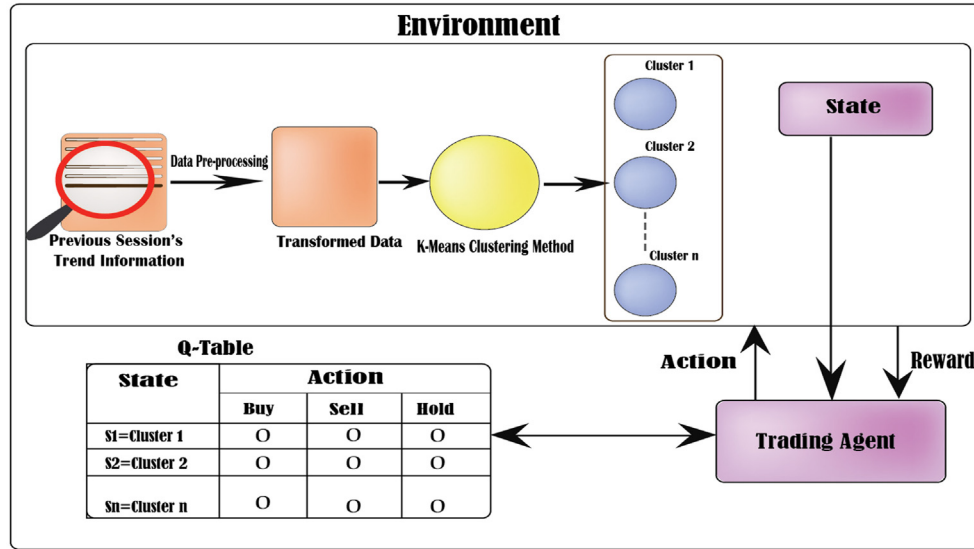 Environment
Cluster 1
Cluster 2
Cluster n
State
Data Pre-processing
Previous Session's
Trend Information
Transformed Data
K-Means Clustering Method
Action
Reward
Trading Agent
Q-Table
State
Action
Buy
Sell
Hold
S1=Cluster 1
O
O
O
S2=Cluster 2
O
O
O
Sn=Cluster n
O
O
O